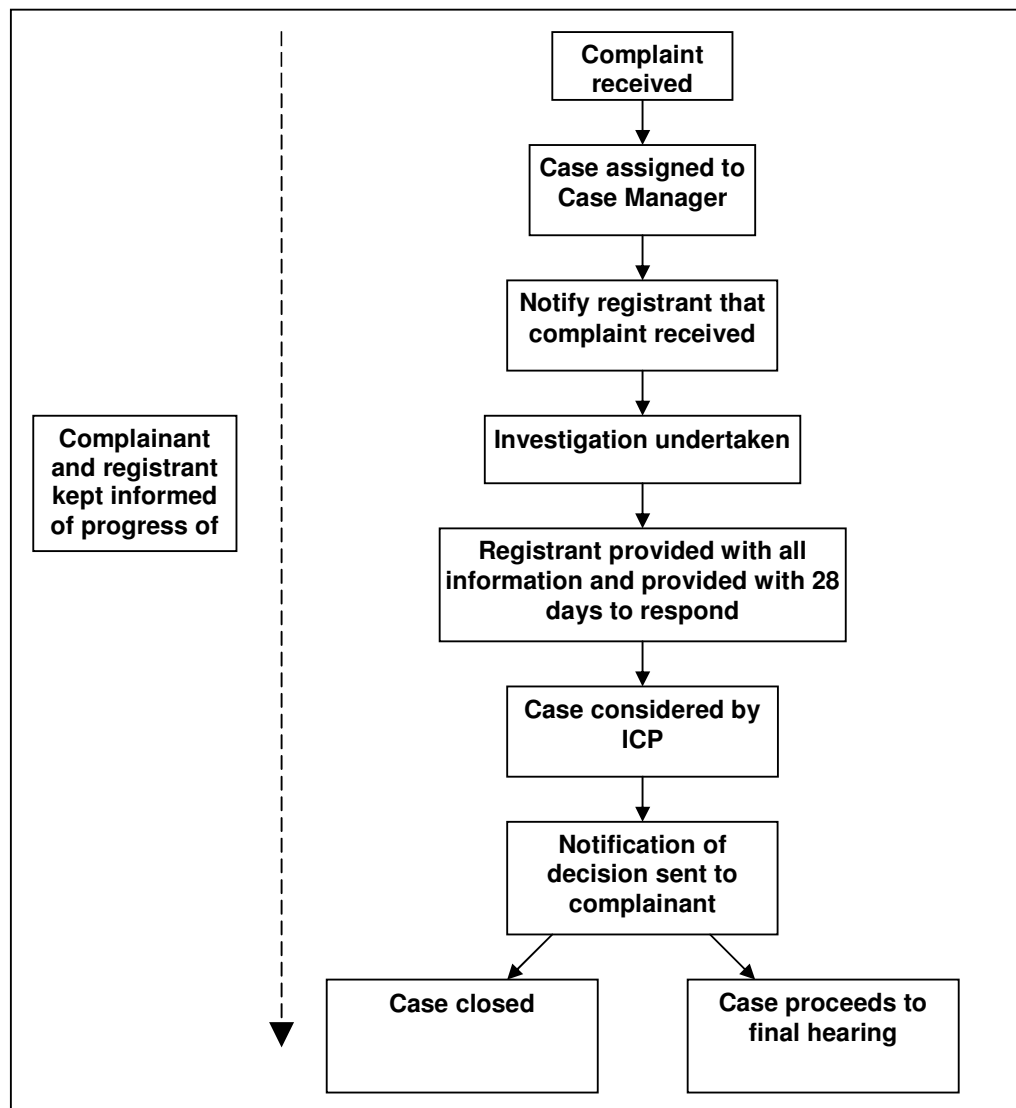 Complaint
received
Case assigned to
Case Manager
Notify registrant that
complaint received
Complainant
and registrant
kept informed
of progress of
Investigation undertaken
Registrant provided with all
information and provided with 28
days to respond
Case considered by
ICP
Notification of
decision sent to
complainant
Case closed
Case proceeds to
final hearing